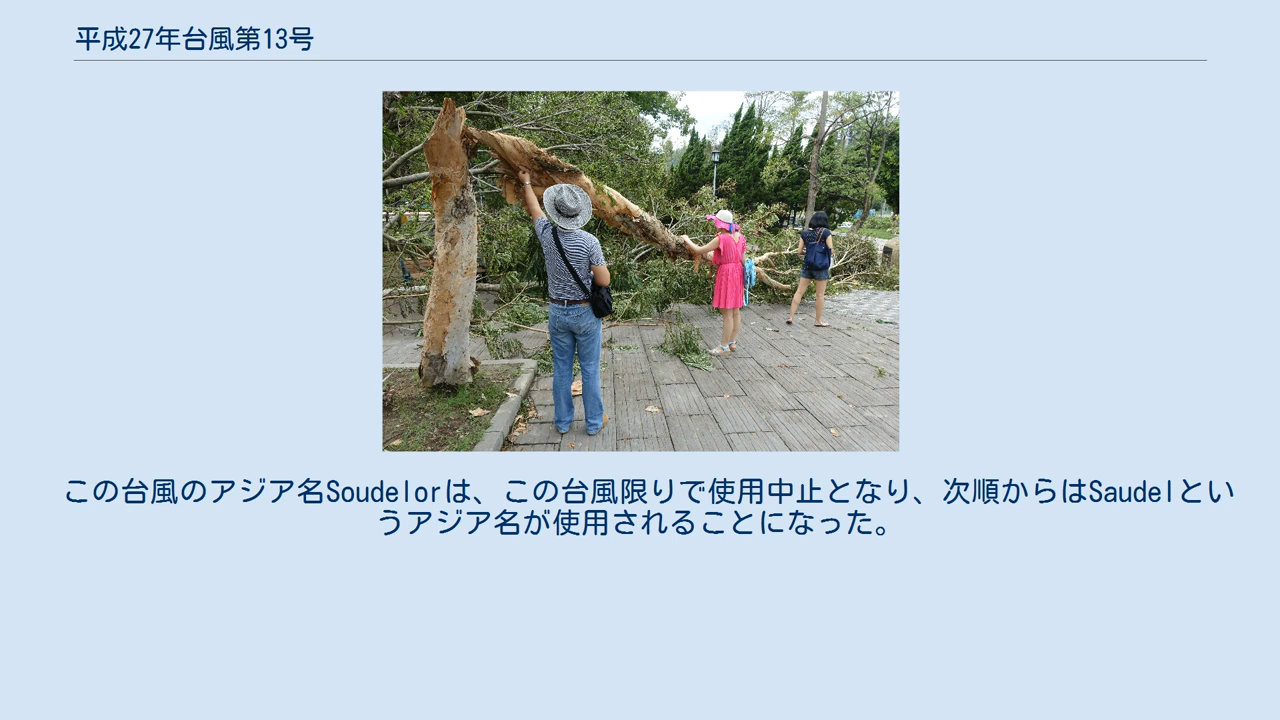 平成27年台風第13号
この台風のアジア名Soudelorは、この台風限りで使用中止となり、次順からはSaudelとい
うアジア名が使用されることになった。